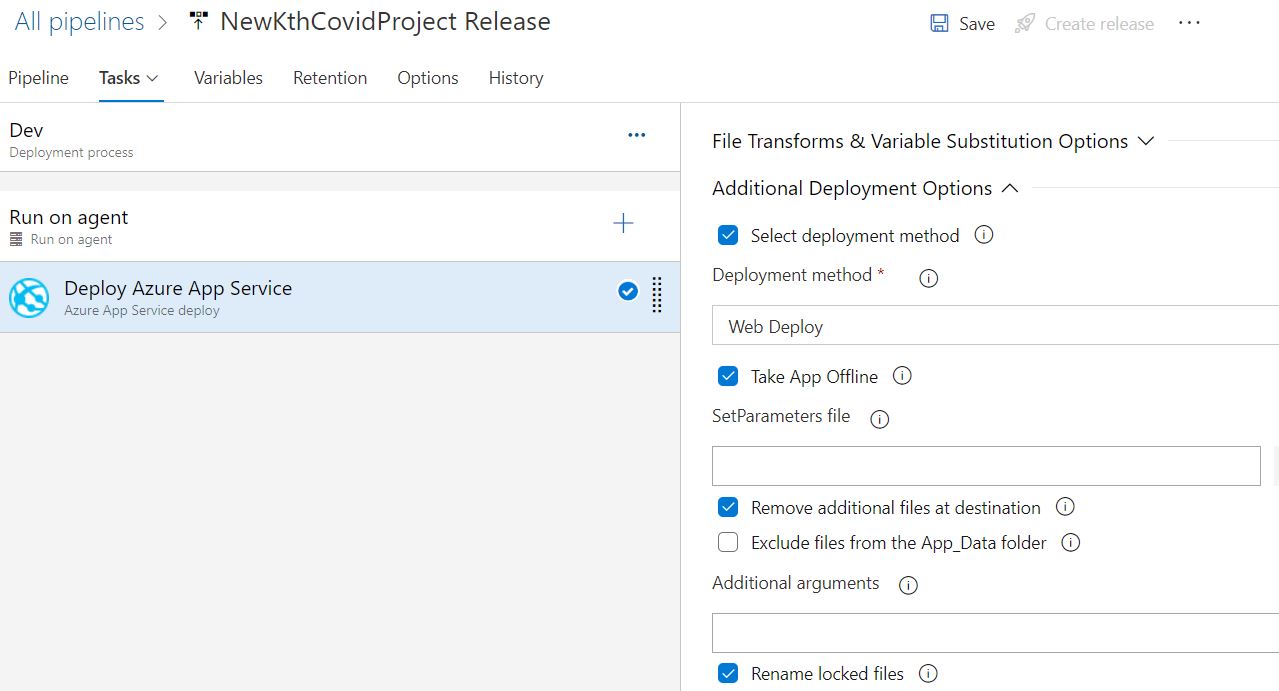 All pipelines > NewKthCovidProject Release
Save Create release ...
Pipeline Tasks Variables Retention Options History
Dev
Deployment process
Run on agent
Run on agent
Deploy Azure App Service
Azure App Service deploy
File Transforms & Variable Substitution Options
Additional Deployment Options
Select deployment method
Deployment method *
Web Deploy
Take App Offline
SetParameters file
Remove additional files at destination
Exclude files from the App_Data folder
Additional arguments
Rename locked files